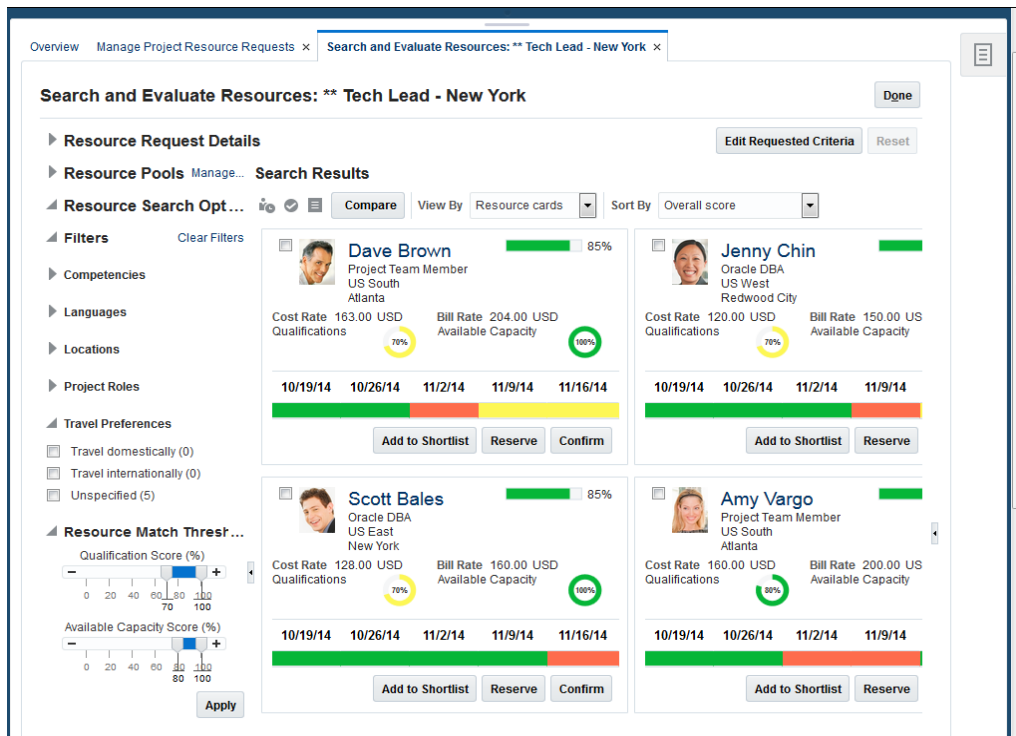 Overview Manage Project Resource Requests × Search and Evaluate Resources: ** Tech Lead - New York ×
Search and Evaluate Resources: ** Tech Lead - New York Done
Resource Request Details Edit Requested Criteria Reset
Resource Pools Manage... Search Results
Resource Search Opt ... Compare View By Resource cards Sort By Overall score
Filters Clear Filters
Competencies
Languages
Locations
Project Roles
Travel Preferences
Travel domestically (0)
Travel internationally (0)
Unspecified (5)
Resource Match Thresh...
Qualification Score (%)
− +
0 20 40 60 80 100
70 100
Available Capacity Score (%)
− +
0 20 40 60 80 100
80 100
Apply
Dave Brown 85%
Project Team Member
US South
Atlanta
Cost Rate 163.00 USD Bill Rate 204.00 USD
Qualifications 70% Available Capacity 100%
10/19/14 10/26/14 11/2/14 11/9/14 11/16/14
Add to Shortlist Reserve Confirm
Jenny Chin
Oracle DBA
US West
Redwood City
Cost Rate 120.00 USD Bill Rate 150.00 US
Qualifications 70% Available Capacity
10/19/14 10/26/14 11/2/14 11/9/14
Add to Shortlist Reserve
Scott Bales 85%
Oracle DBA
US East
New York
Cost Rate 128.00 USD Bill Rate 160.00 USD
Qualifications 70% Available Capacity 100%
10/19/14 10/26/14 11/2/14 11/9/14 11/16/14
Add to Shortlist Reserve Confirm
Amy Vargo
Project Team Member
US South
Atlanta
Cost Rate 160.00 USD Bill Rate 200.00 US
Qualifications 80% Available Capacity
10/19/14 10/26/14 11/2/14 11/9/14
Add to Shortlist Reserve